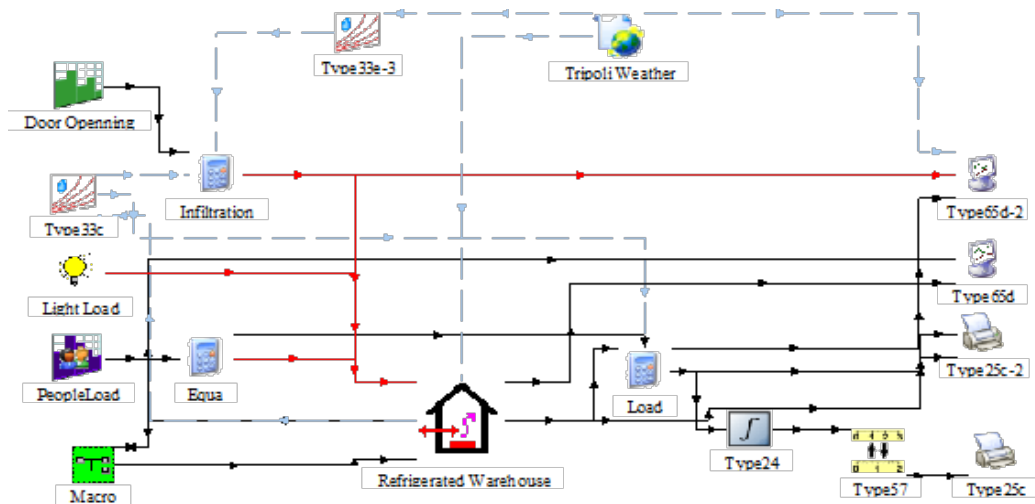 Type33e-3
Tripoli Weather
Door Openning
Infiltration
Type65d-2
Type33c
Light Load
Type65d
PeopleLoad
Equa
Load
Type25c-2
Macro
Refrigerated Warehouse
Type24
Type57
Type25c